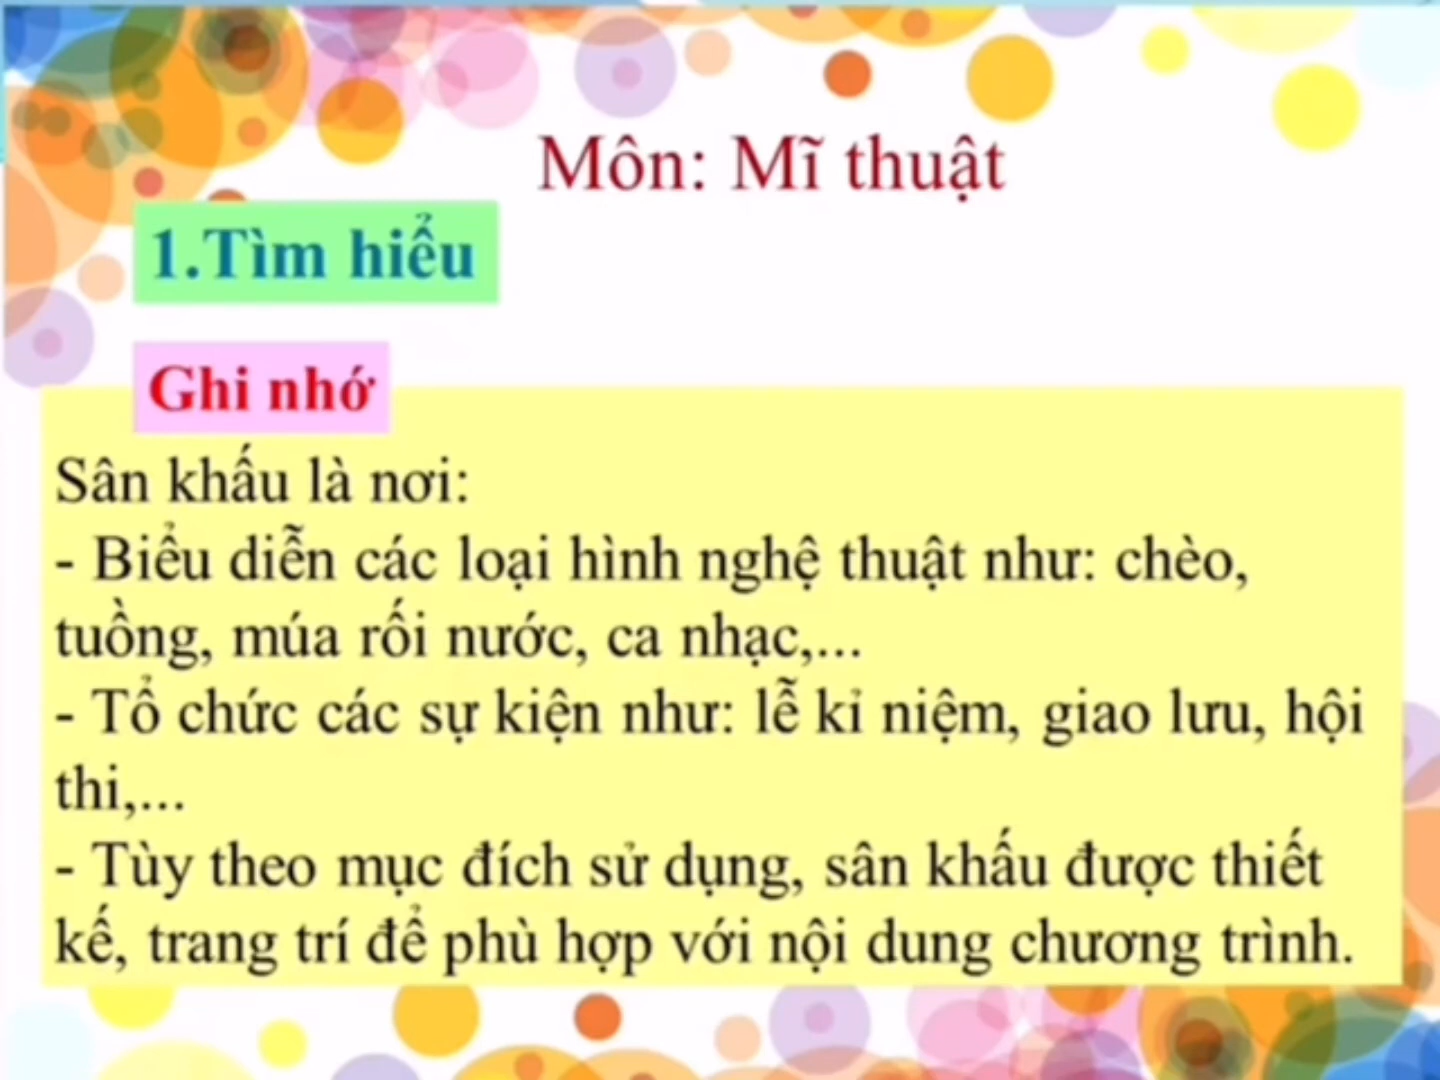 Môn: Mĩ thuật
1.Tìm hiểu
Ghi nhớ
Sân khấu là nơi:
- Biểu diễn các loại hình nghệ thuật như: chèo,
tuồng, múa rối nước, ca nhạc,...
- Tổ chức các sự kiện như: lễ kỉ niệm, giao lưu, hội
thi,...
- Tùy theo mục đích sử dụng, sân khấu được thiết
kế, trang trí để phù hợp với nội dung chương trình.